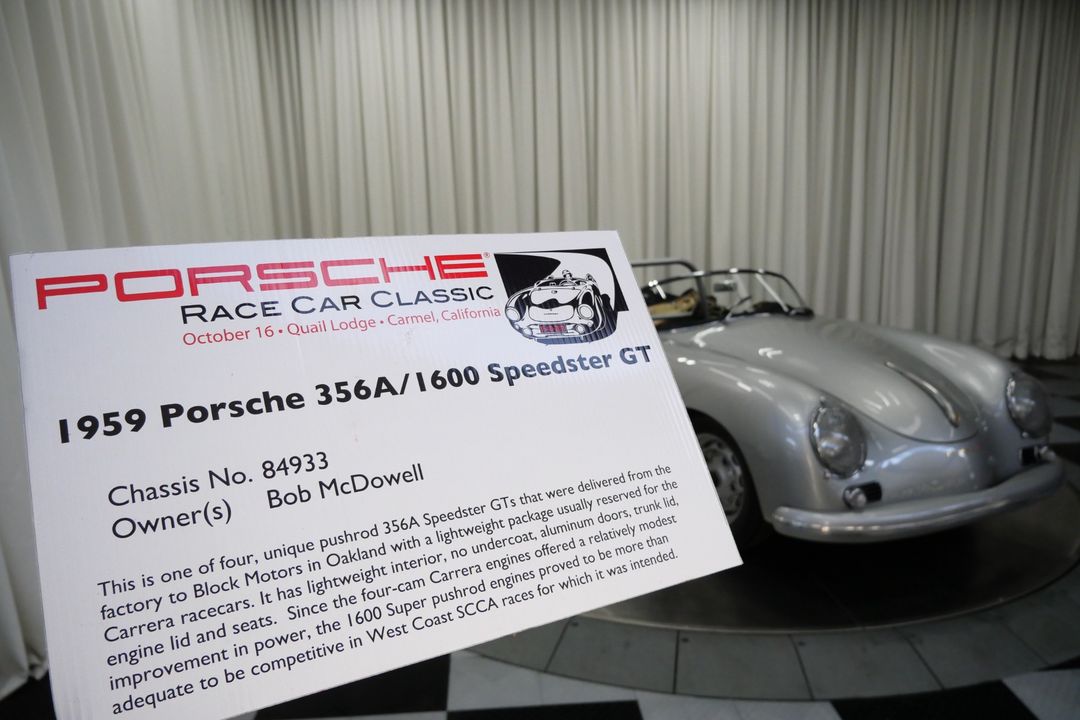 PORSCHE®
RACE CAR CLASSIC
October 16 • Quail Lodge • Carmel, California
1959 Porsche 356A/1600 Speedster GT
Chassis No. 84933
Owner(s) Bob McDowell
This is one of four, unique pushrod 356A Speedster GTs that were delivered from the
factory to Block Motors in Oakland with a lightweight package usually reserved for the
Carrera racecars. It has lightweight interior, no undercoat, aluminum doors, trunk lid,
engine lid and seats. Since the four-cam Carrera engines offered a relatively modest
improvement in power, the 1600 Super pushrod engines proved to be more than
adequate to be competitive in West Coast SCCA races for which it was intended.